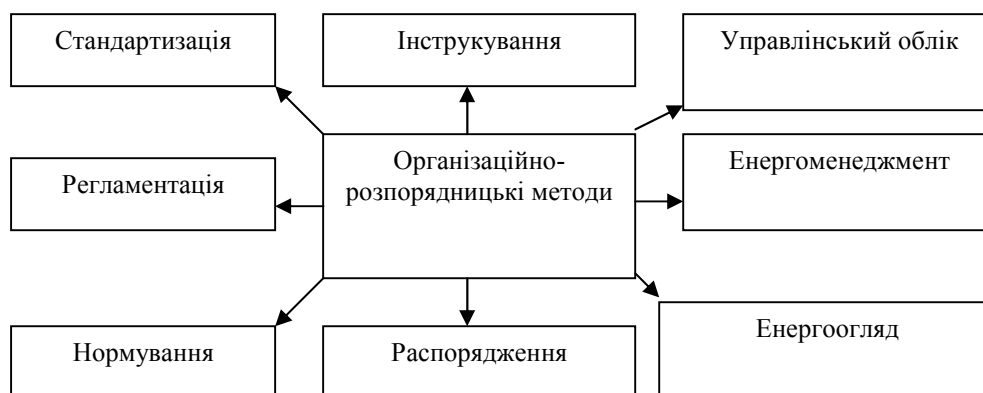 Стандартизація
Інструкування
Управлінський облік
Організаційно-
розпорядницькі методи
Регламентація
Енергоменеджмент
Нормування
Распорядження
Енергоогляд